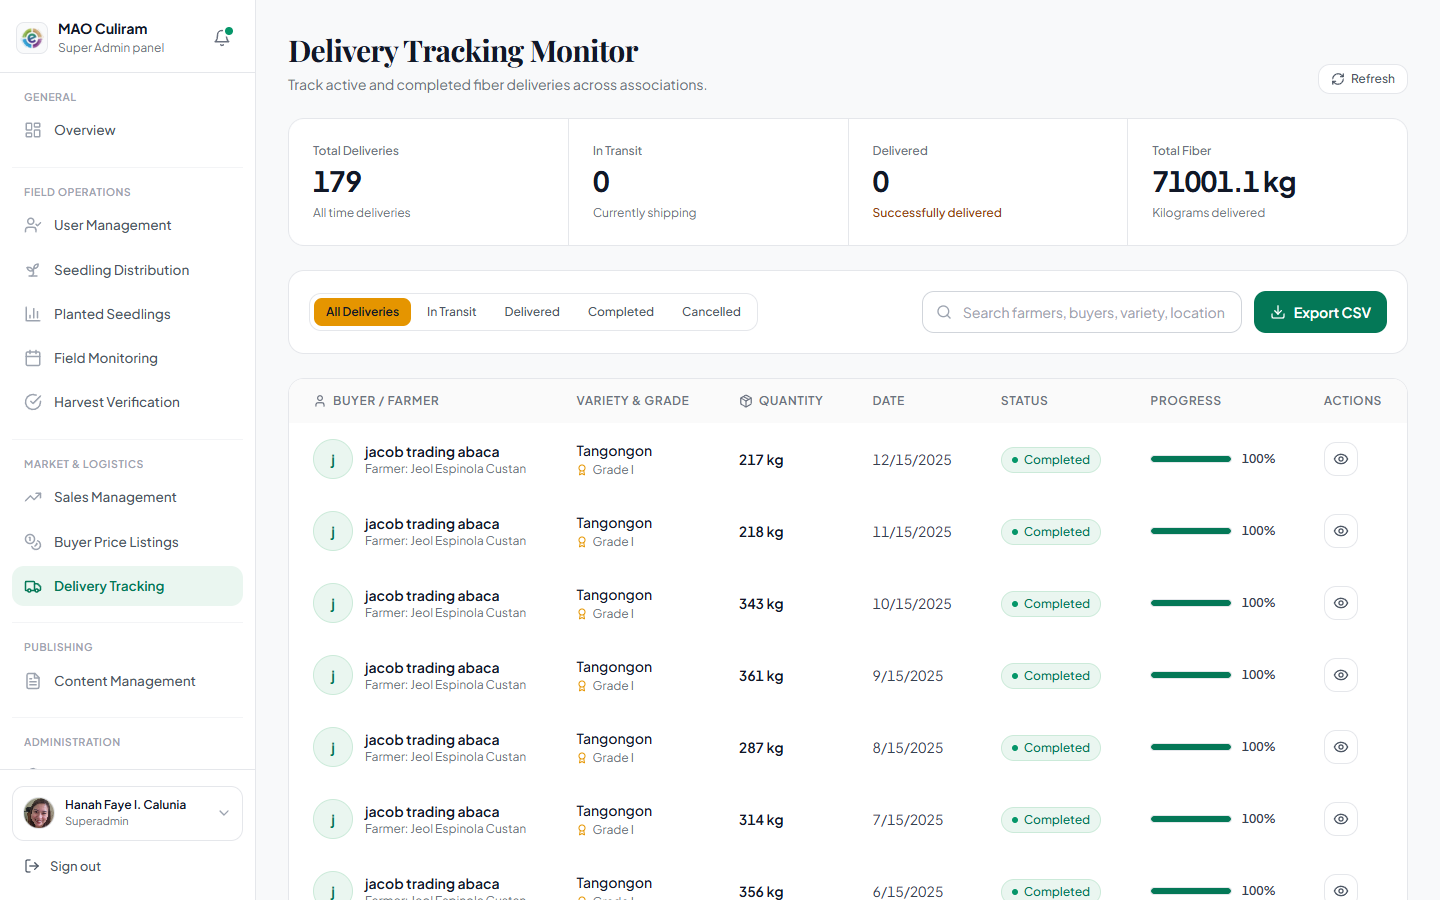 MAO Culiram
Super Admin panel
GENERAL
Overview
FIELD OPERATIONS
User Management
Seedling Distribution
Planted Seedlings
Field Monitoring
Harvest Verification
MARKET & LOGISTICS
Sales Management
Buyer Price Listings
Delivery Tracking
PUBLISHING
Content Management
ADMINISTRATION
Hanah Faye I. Calunia
Superadmin
Sign out
Delivery Tracking Monitor
Track active and completed fiber deliveries across associations.
Refresh
Total Deliveries
179
All time deliveries
In Transit
0
Currently shipping
Delivered
0
Successfully delivered
Total Fiber
71001.1 kg
Kilograms delivered
All Deliveries In Transit Delivered Completed Cancelled
Search farmers, buyers, variety, location
Export CSV
BUYER / FARMER VARIETY & GRADE QUANTITY DATE STATUS PROGRESS ACTIONS
j jacob trading abaca Tangongon 217 kg 12/15/2025 Completed 100%
Farmer: Jeol Espinola Custan Grade I
j jacob trading abaca Tangongon 218 kg 11/15/2025 Completed 100%
Farmer: Jeol Espinola Custan Grade I
j jacob trading abaca Tangongon 343 kg 10/15/2025 Completed 100%
Farmer: Jeol Espinola Custan Grade I
j jacob trading abaca Tangongon 361 kg 9/15/2025 Completed 100%
Farmer: Jeol Espinola Custan Grade I
j jacob trading abaca Tangongon 287 kg 8/15/2025 Completed 100%
Farmer: Jeol Espinola Custan Grade I
j jacob trading abaca Tangongon 314 kg 7/15/2025 Completed 100%
Farmer: Jeol Espinola Custan Grade I
j jacob trading abaca Tangongon 356 kg 6/15/2025 Completed 100%